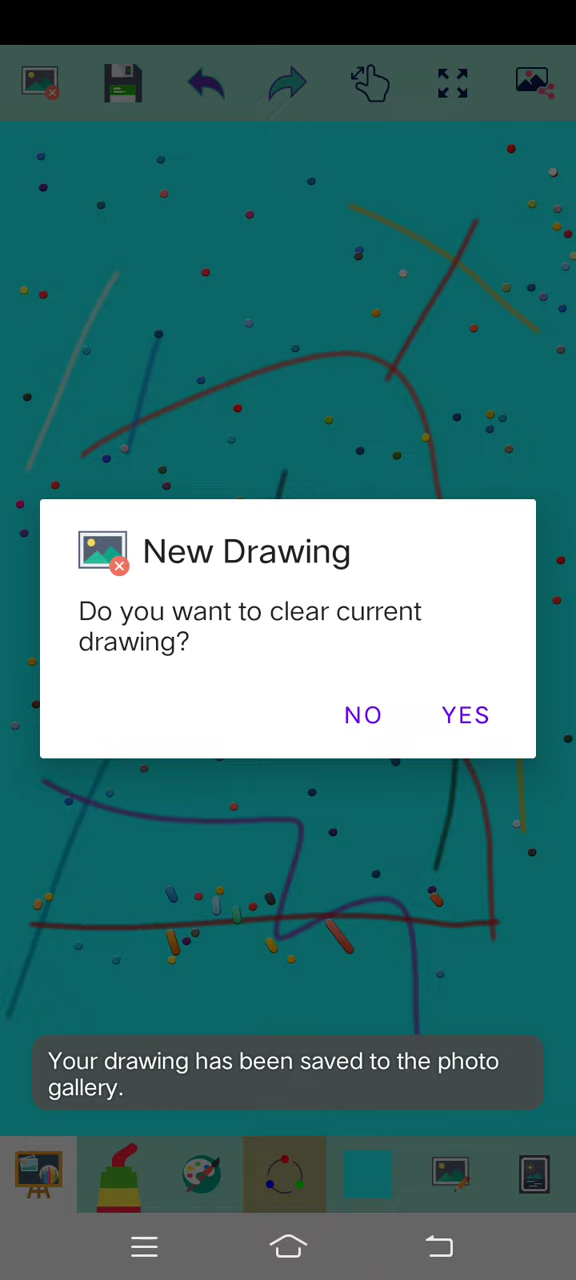 New Drawing
Do you want to clear current
drawing?
NO
YES
Your drawing has been saved to the photo
gallery.